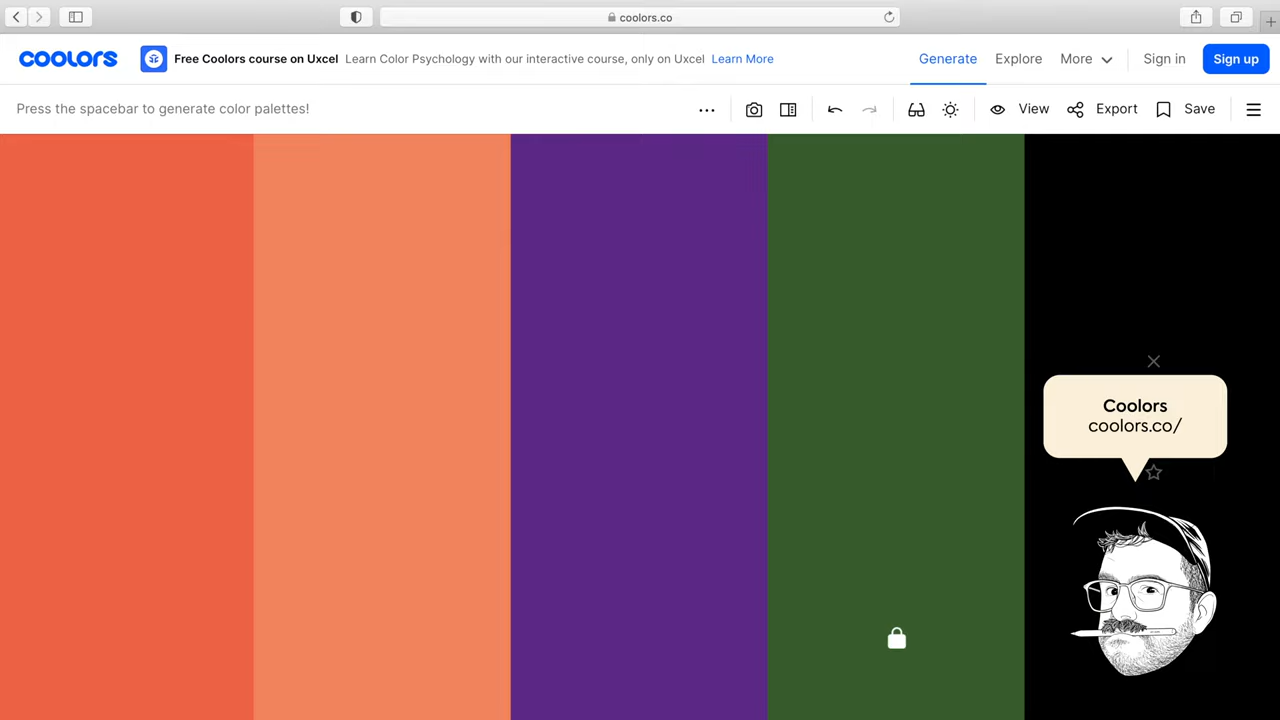 coolors.co
coolors
Free Coolors course on Uxcel Learn Color Psychology with our interactive course, only on Uxcel Learn More
Generate Explore More Sign in Sign up
Press the spacebar to generate color palettes!
View Export Save
Coolors
coolors.co/